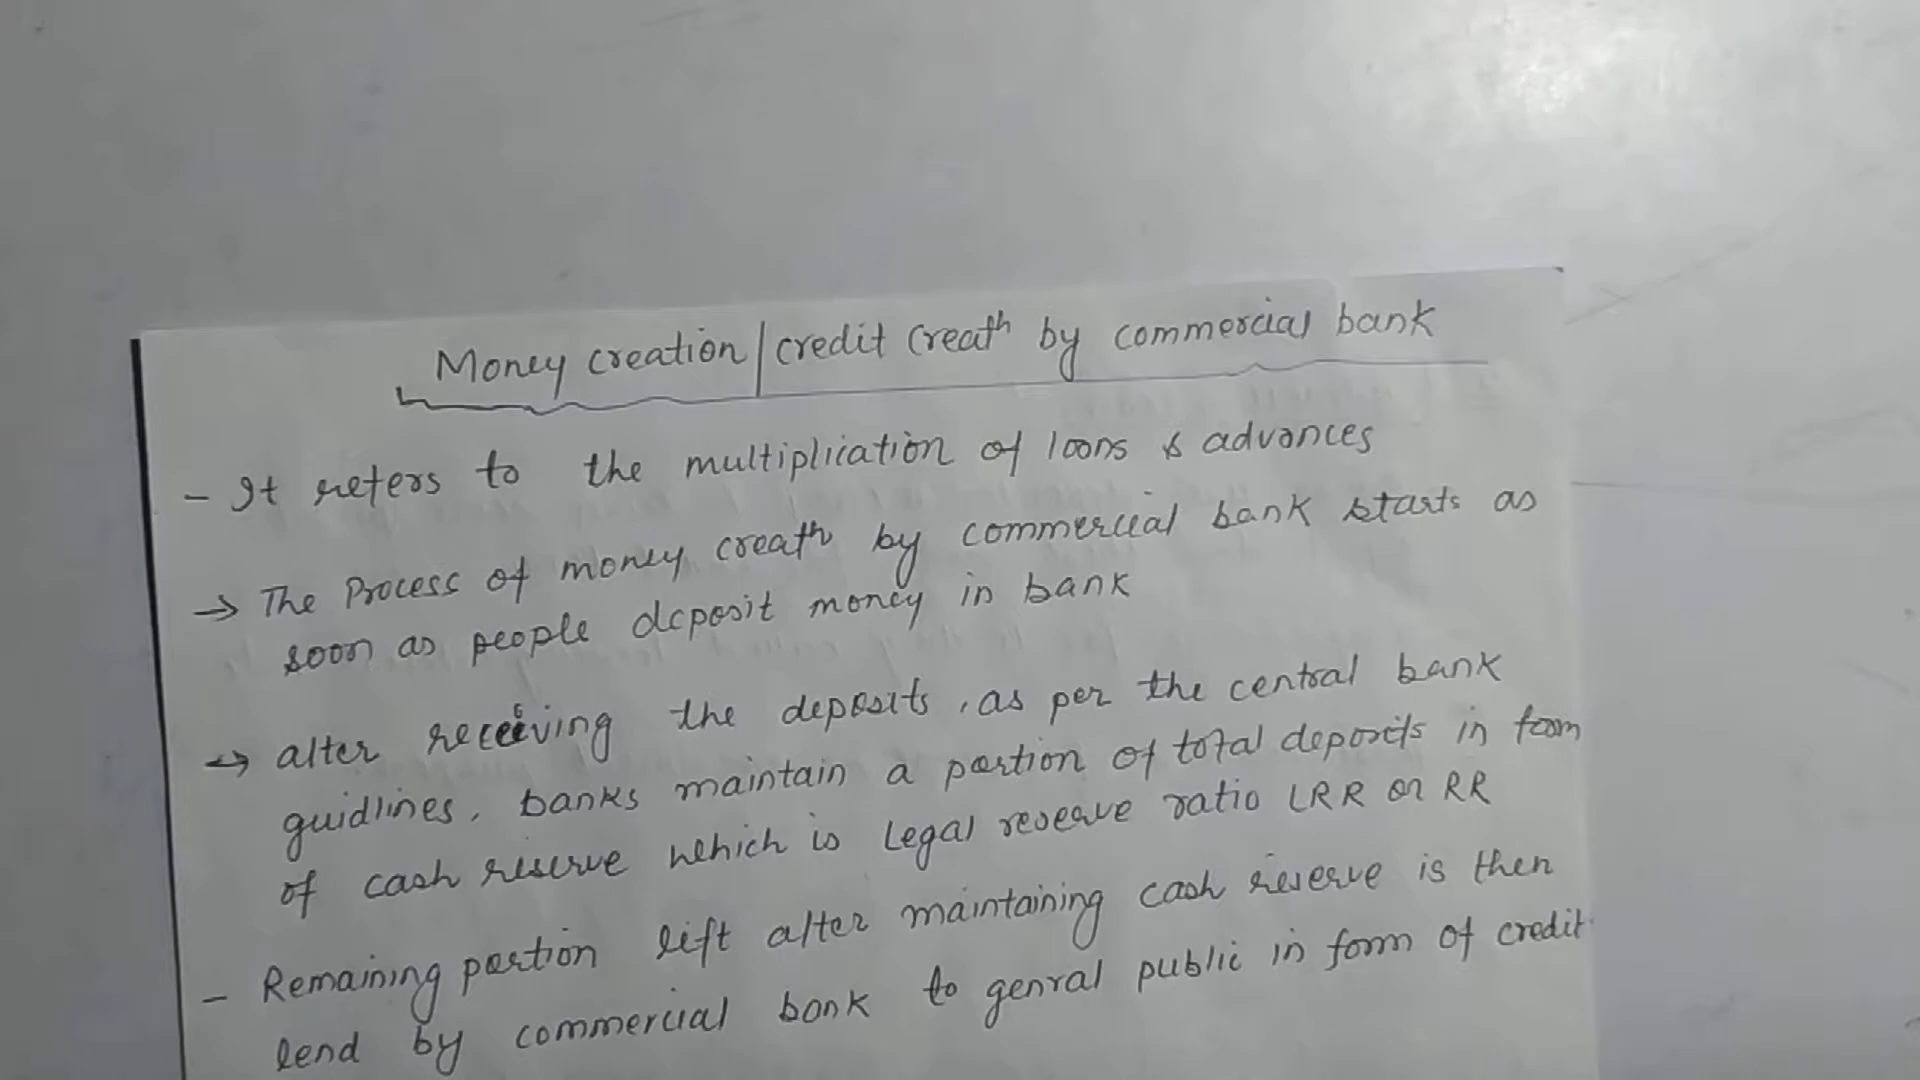 Money creation / credit creatn by commercial bank
- It refers to the multiplication of loans & advances
→ The Process of money creatn by commercial bank starts as
soon as people deposit money in bank
→ after receiving the deposits, as per the central bank
guidlines, banks maintain a portion of total deposits in form
of cash reserve which is Legal reserve ratio LRR or RR
- Remaining portion left after maintaining cash reserve is then
lend by commercial bank to genral public in form of credit